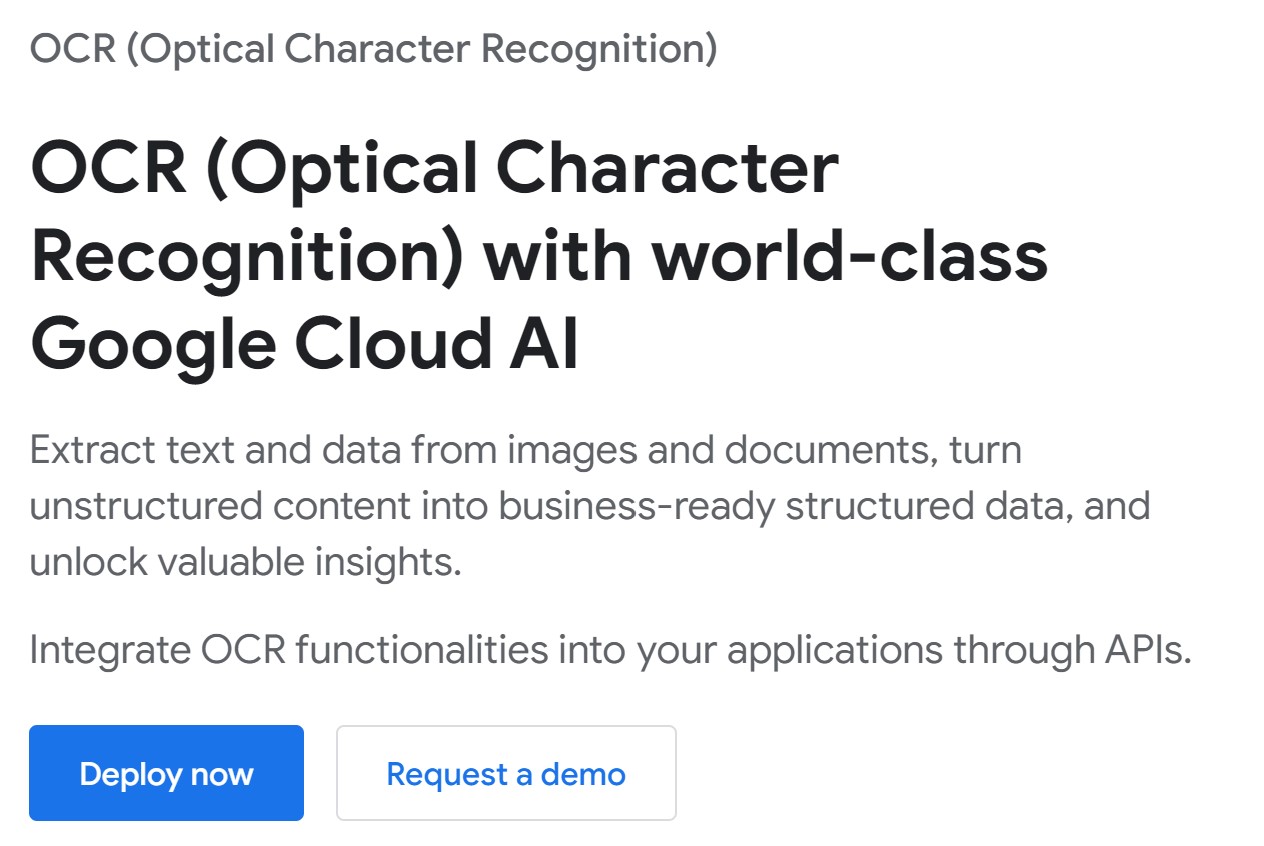 OCR (Optical Character Recognition)
OCR (Optical Character
Recognition) with world-class
Google Cloud AI
Extract text and data from images and documents, turn
unstructured content into business-ready structured data, and
unlock valuable insights.
Integrate OCR functionalities into your applications through APIs.
Deploy now
Request a demo